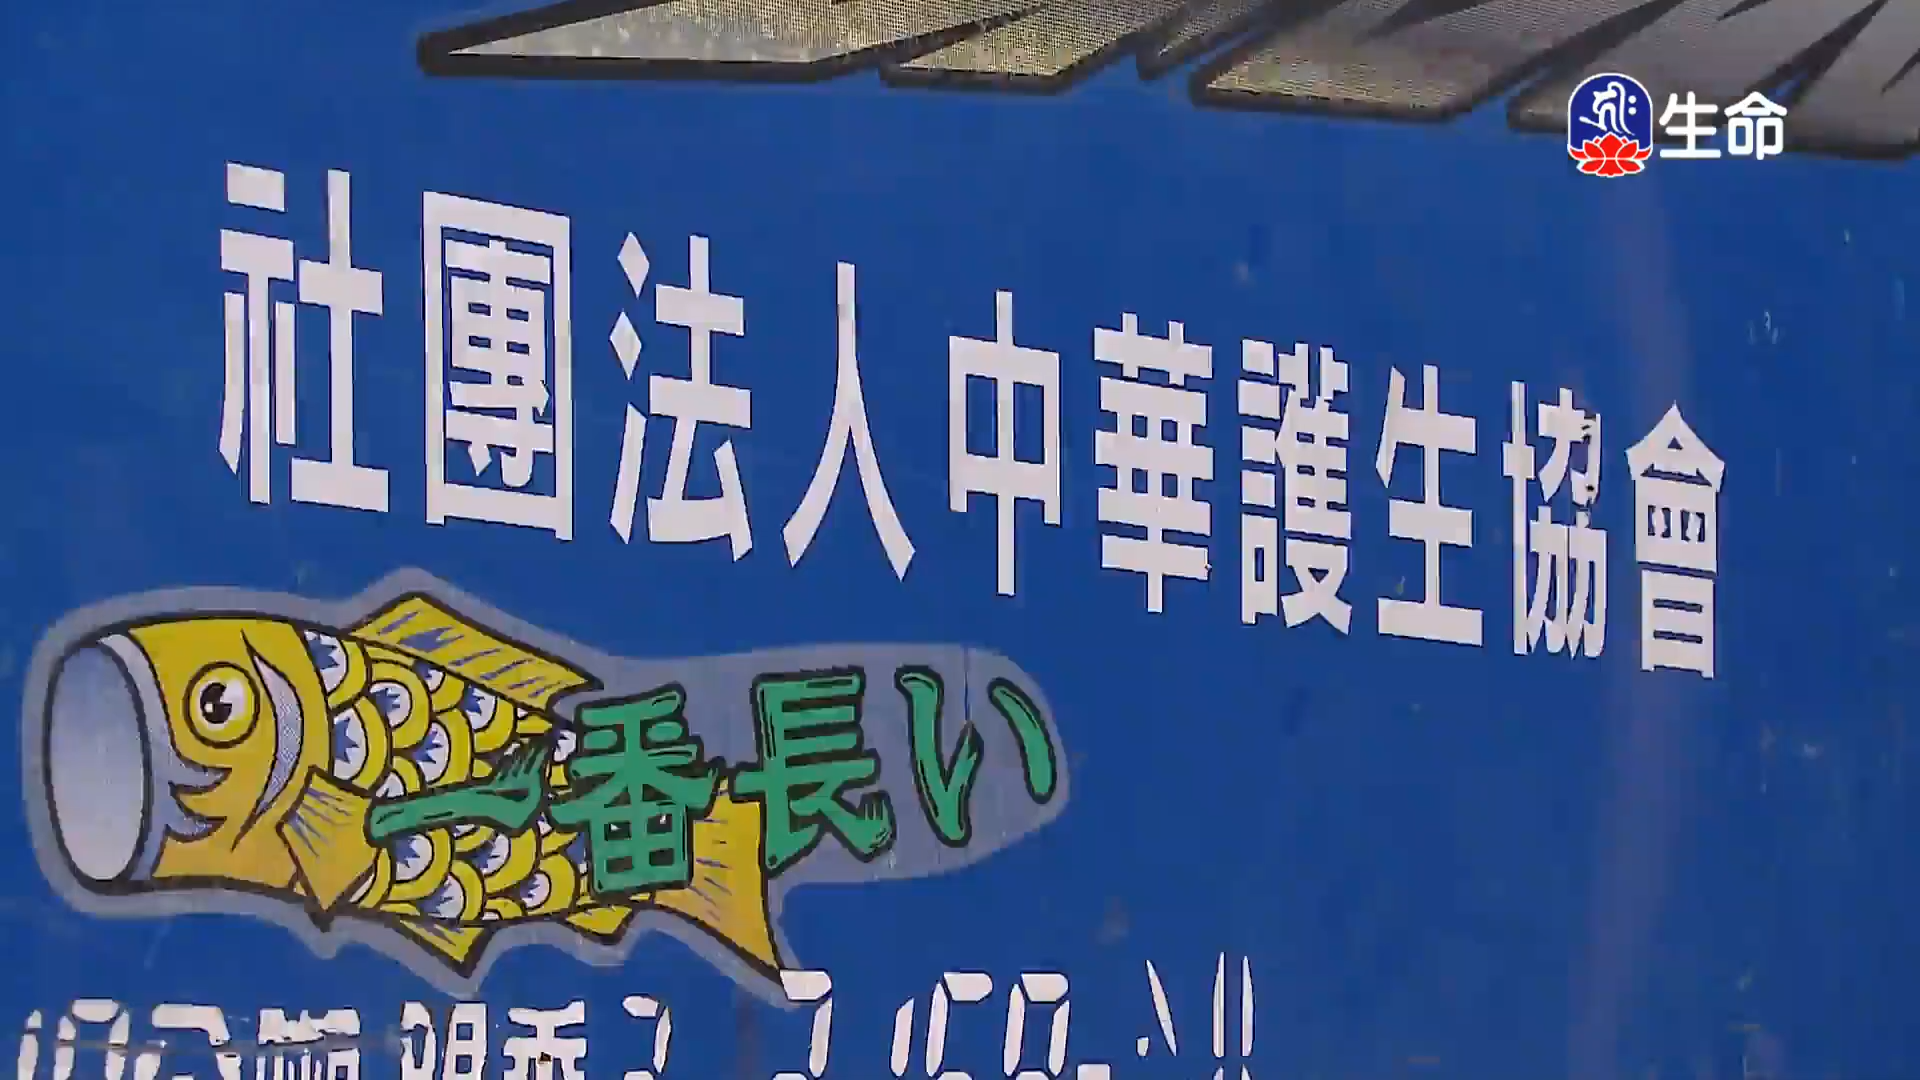 生命
社團法人中華護生協會
一番長い